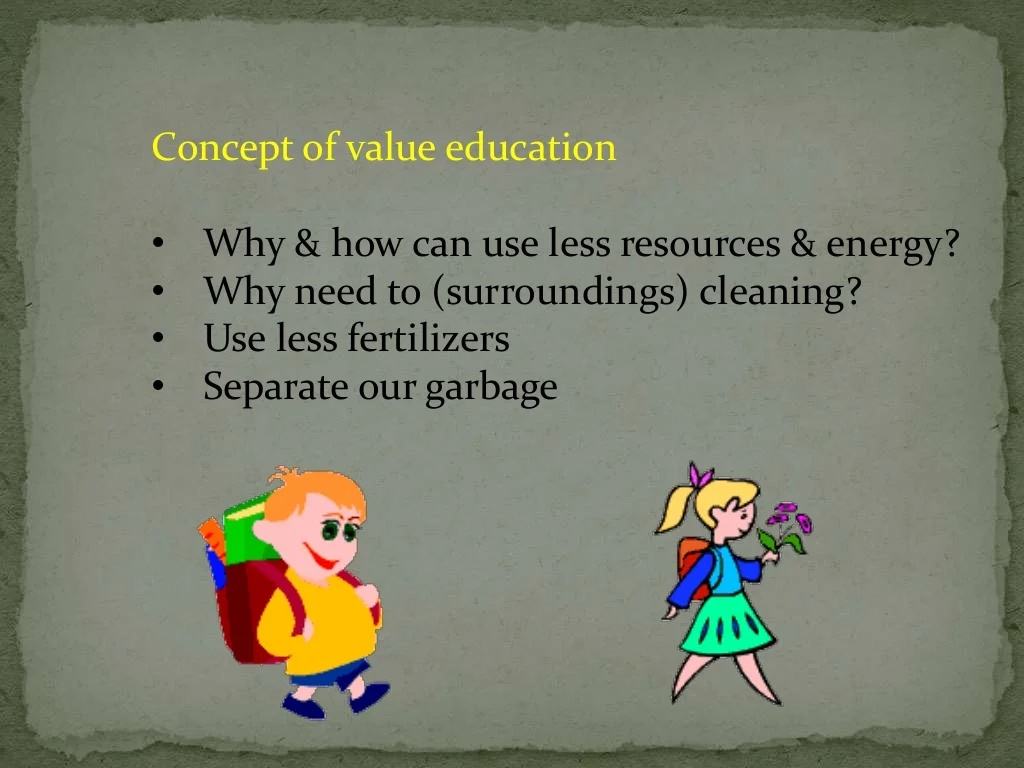 Concept of value education
• Why & how can use less resources & energy?
• Why need to (surroundings) cleaning?
• Use less fertilizers
• Separate our garbage